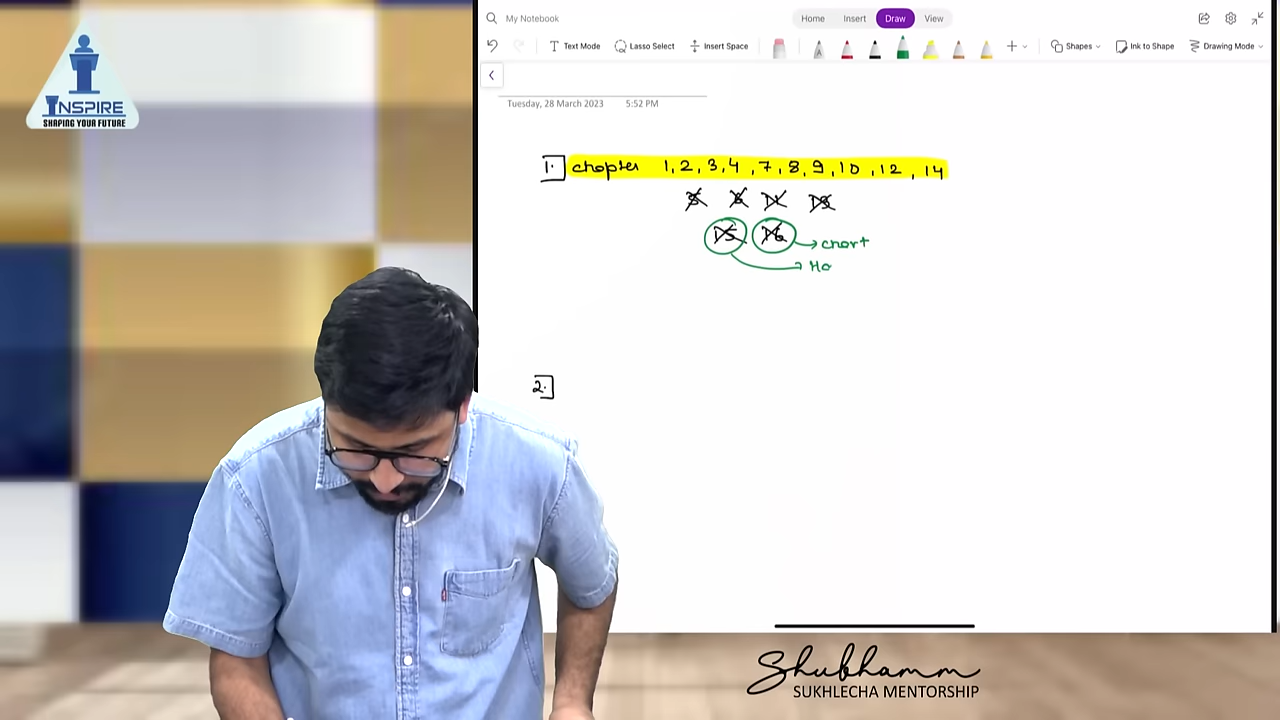 INSPIRE
SHAPING YOUR FUTURE
My Notebook
Home Insert Draw View
Text Mode Lasso Select Insert Space Shapes Ink to Shape Drawing Mode
Tuesday, 28 March 2023 5:52 PM
1. chapter 1, 2, 3, 4, 7, 8, 9, 10, 12, 14
5 6 11 13
15 16 → chart
→ Ho
2.
Shubhamm
SUKHLECHA MENTORSHIP